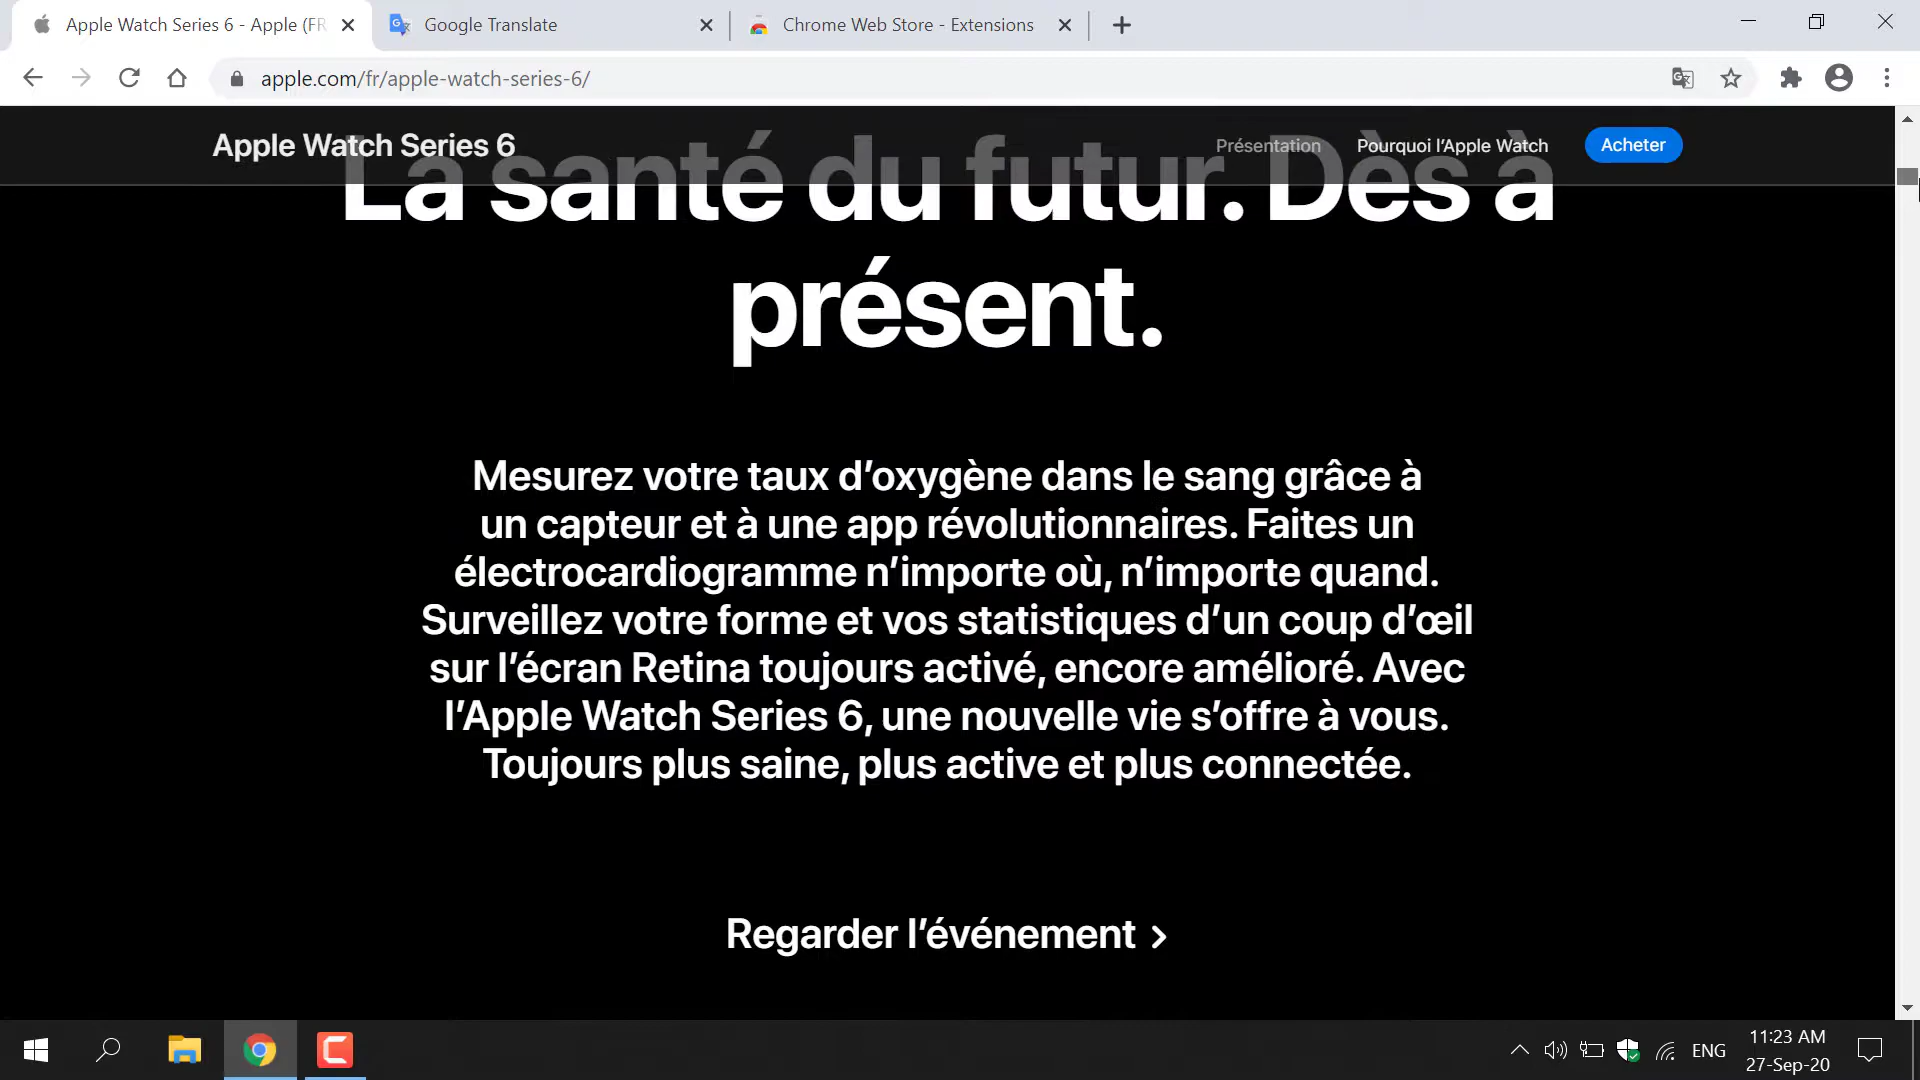 Apple Watch Series 6 - Apple (FR
Google Translate
Chrome Web Store - Extensions
apple.com/fr/apple-watch-series-6/
Apple Watch Series 6
Présentation
Pourquoi l’Apple Watch
Acheter
La santé du futur. Dès à
présent.
Mesurez votre taux d’oxygène dans le sang grâce à
un capteur et à une app révolutionnaires. Faites un
électrocardiogramme n’importe où, n’importe quand.
Surveillez votre forme et vos statistiques d’un coup d’œil
sur l’écran Retina toujours activé, encore amélioré. Avec
l’Apple Watch Series 6, une nouvelle vie s’offre à vous.
Toujours plus saine, plus active et plus connectée.
Regarder l’événement >
ENG
11:23 AM
27-Sep-20